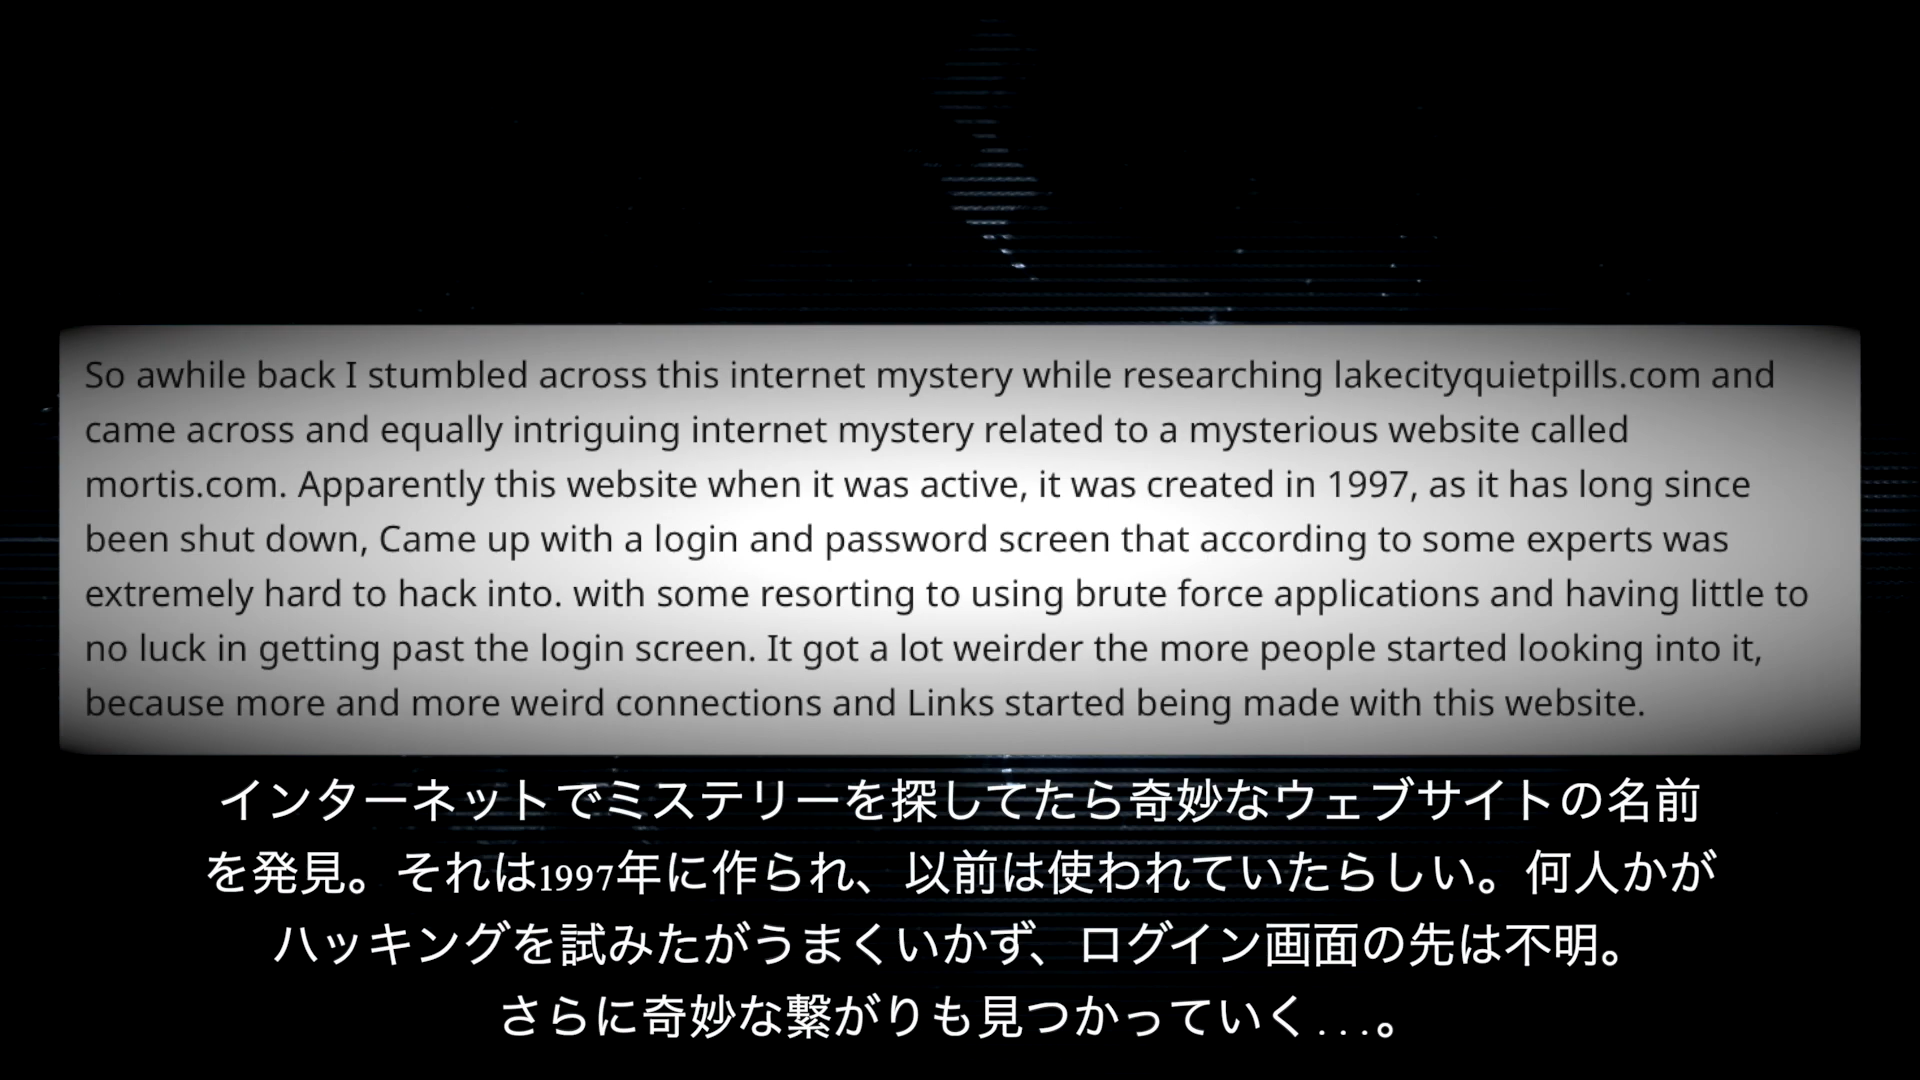 So awhile back I stumbled across this internet mystery while researching lakecityquietpills.com and
came across and equally intriguing internet mystery related to a mysterious website called
mortis.com. Apparently this website when it was active, it was created in 1997, as it has long since
been shut down, Came up with a login and password screen that according to some experts was
extremely hard to hack into. with some resorting to using brute force applications and having little to
no luck in getting past the login screen. It got a lot weirder the more people started looking into it,
because more and more weird connections and Links started being made with this website.
インターネットでミステリーを探してたら奇妙なウェブサイトの名前
を発見。それは1997年に作られ、以前は使われていたらしい。何人かが
ハッキングを試みたがうまくいかず、ログイン画面の先は不明。
さらに奇妙な繋がりも見つかっていく...。